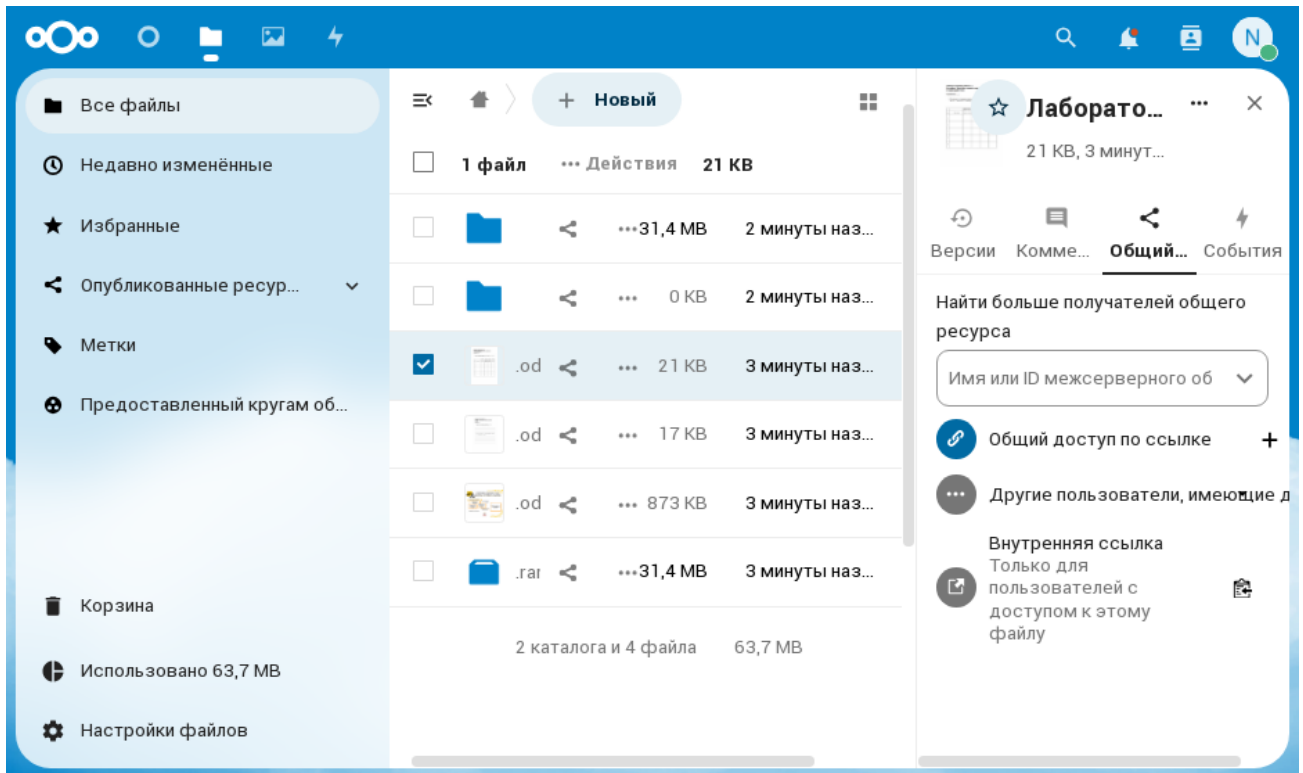 N
Все файлы
Недавно изменённые
Избранные
Опубликованные ресур...
Метки
Предоставленный кругам об...
Корзина
Использовано 63,7 MB
Настройки файлов
+ Новый
1 файл ••• Действия 21 KB
•••31,4 MB 2 минуты наз...
••• 0 KB 2 минуты наз...
.od ••• 21 KB 3 минуты наз...
.od ••• 17 KB 3 минуты наз...
.od ••• 873 KB 3 минуты наз...
.rar •••31,4 MB 3 минуты наз...
2 каталога и 4 файла 63,7 MB
Лаборато... •••
21 KB, 3 минут...
Версии Комме... Общий... События
Найти больше получателей общего
ресурса
Имя или ID межсерверного об
Общий доступ по ссылке +
Другие пользователи, имеющие д
Внутренняя ссылка
Только для
пользователей с
доступом к этому
файлу